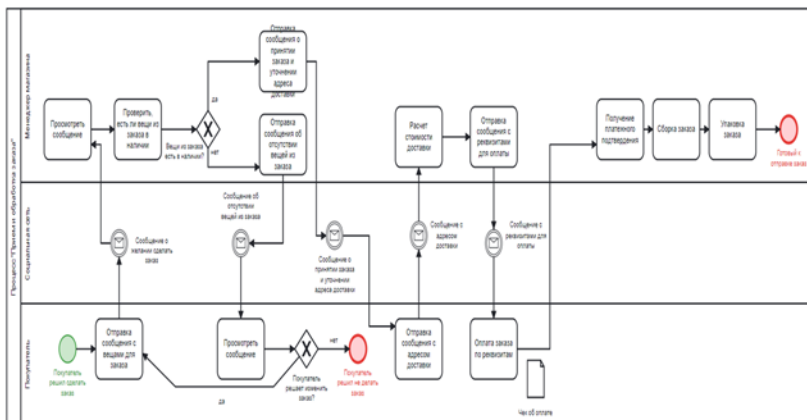 Процесс "Прием и обработка заказа"
Менеджер магазина
Просмотреть
сообщение
Проверить,
есть ли вещи из
заказа в
наличии
Вещи из заказа
есть в наличии?
да
нет
Отправка
сообщения о
принятии
заказа и
уточнении
адреса
доставки
Отправка
сообщения об
отсутствии
вещей из
заказа
Расчет
стоимости
доставки
Отправка
сообщения с
реквизитами
для оплаты
Получение
платежного
подтверждения
Сборка заказа
Упаковка
заказа
Готовый к
отправке заказ
Социальная сеть
Сообщение о
желании сделать
заказ
Сообщение об
отсутствии
вещей из заказа
Сообщение о
принятии заказа и
уточнении
адреса доставки
Сообщение с
адресом
доставки
Сообщение с
реквизитами для
оплаты
Покупатель
Покупатель
решил сделать
заказ
Отправка
сообщения с
вещами для
заказа
Просмотреть
сообщение
Покупатель
решает изменить
заказ?
да
нет
Покупатель
решил не делать
заказ
Отправка
сообщения с
адресом
доставки
Оплата заказа
по реквизитам
Чек об оплате